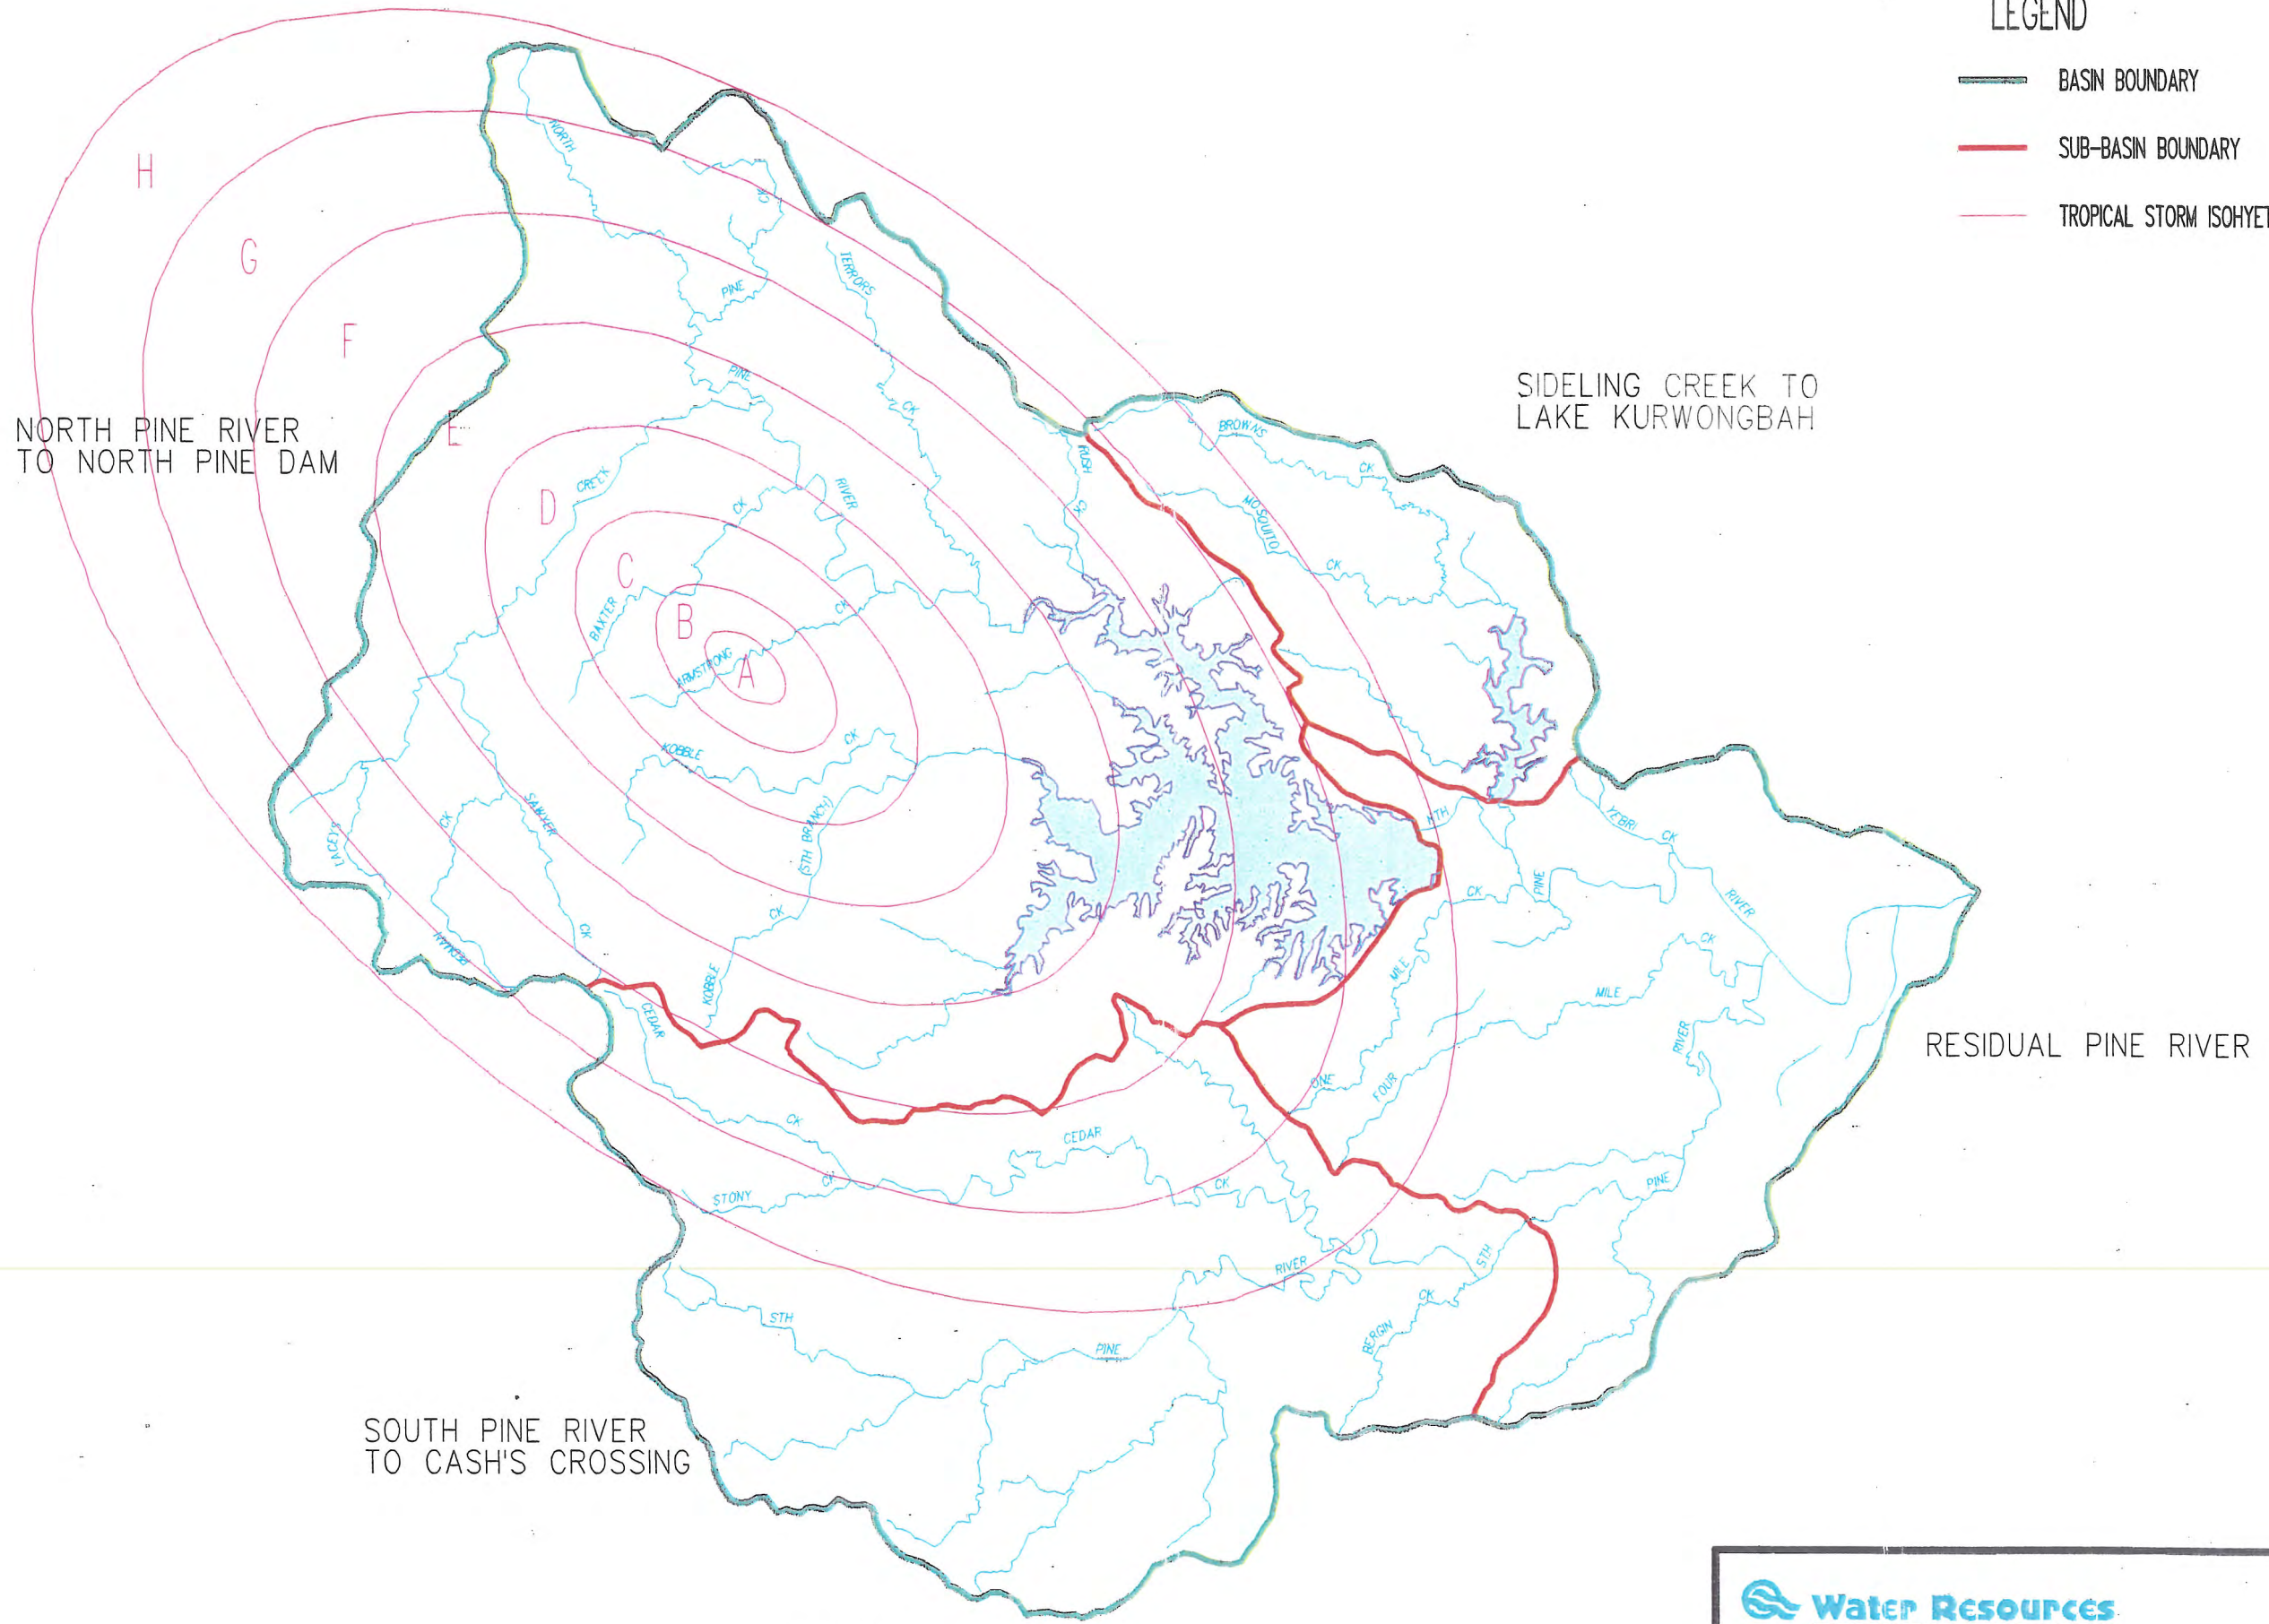 LEGEND
BASIN BOUNDARY
SUB-BASIN BOUNDARY
TROPICAL STORM ISOHYET
H
G
F
E
D
C
B
A
NORTH PINE RIVER
TO NORTH PINE DAM
SIDELING CREEK TO
LAKE KURWONGBAH
RESIDUAL PINE RIVER
SOUTH PINE RIVER
TO CASH'S CROSSING
NORTH
CK
PINE
TERRORS
PINE
CK
CREEK
CK
RIVER
RUSH
CK
BROWNS
CK
MOSQUITO
CK
BAXTER
CK
ARMSTRONG
KOBBLE
CK
SAWYER
CK
LACEYS
(STH BRANCH)
CK
CK
KOBBLE
CEDAR
CK
CEDAR
STONY
CK
CK
NTH
YEBRI
CK
CK
PINE
RIVER
CK
MILE
MILE
RIVER
ONE
FOUR
PINE
STH
RIVER
CK
BERGIN
STH
PINE
Water Resources